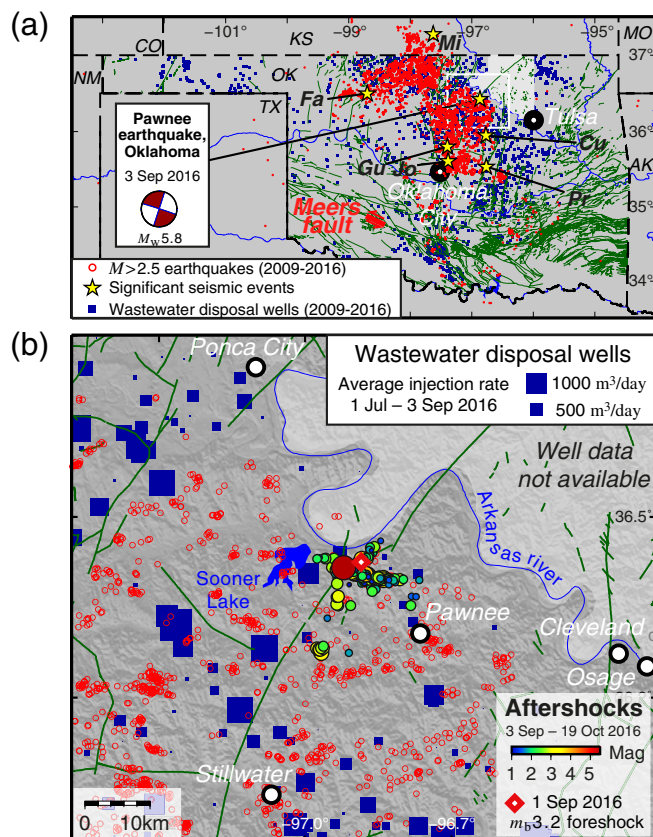 (a)
−101°
−99°
−97°
−95°
CO
KS
MO
NM
OK
TX
AK
37°
36°
35°
34°
Mi
Fa
Tulsa
Cu
Gu Jo
Pr
Oklahoma
City
Meers
fault
Pawnee
earthquake,
Oklahoma
3 Sep 2016
Mw5.8
M>2.5 earthquakes (2009-2016)
Significant seismic events
Wastewater disposal wells (2009-2016)
(b)
Ponca City
Wastewater disposal wells
Average injection rate
1 Jul – 3 Sep 2016
1000 m³/day
500 m³/day
Well data
not available
36.5°
Arkansas river
Sooner
Lake
Pawnee
Cleveland
Osage
Stillwater
Aftershocks
3 Sep – 19 Oct 2016
Mag
1 2 3 4 5
1 Sep 2016
mb3.2 foreshock
0 10km
−97.0°
−96.7°